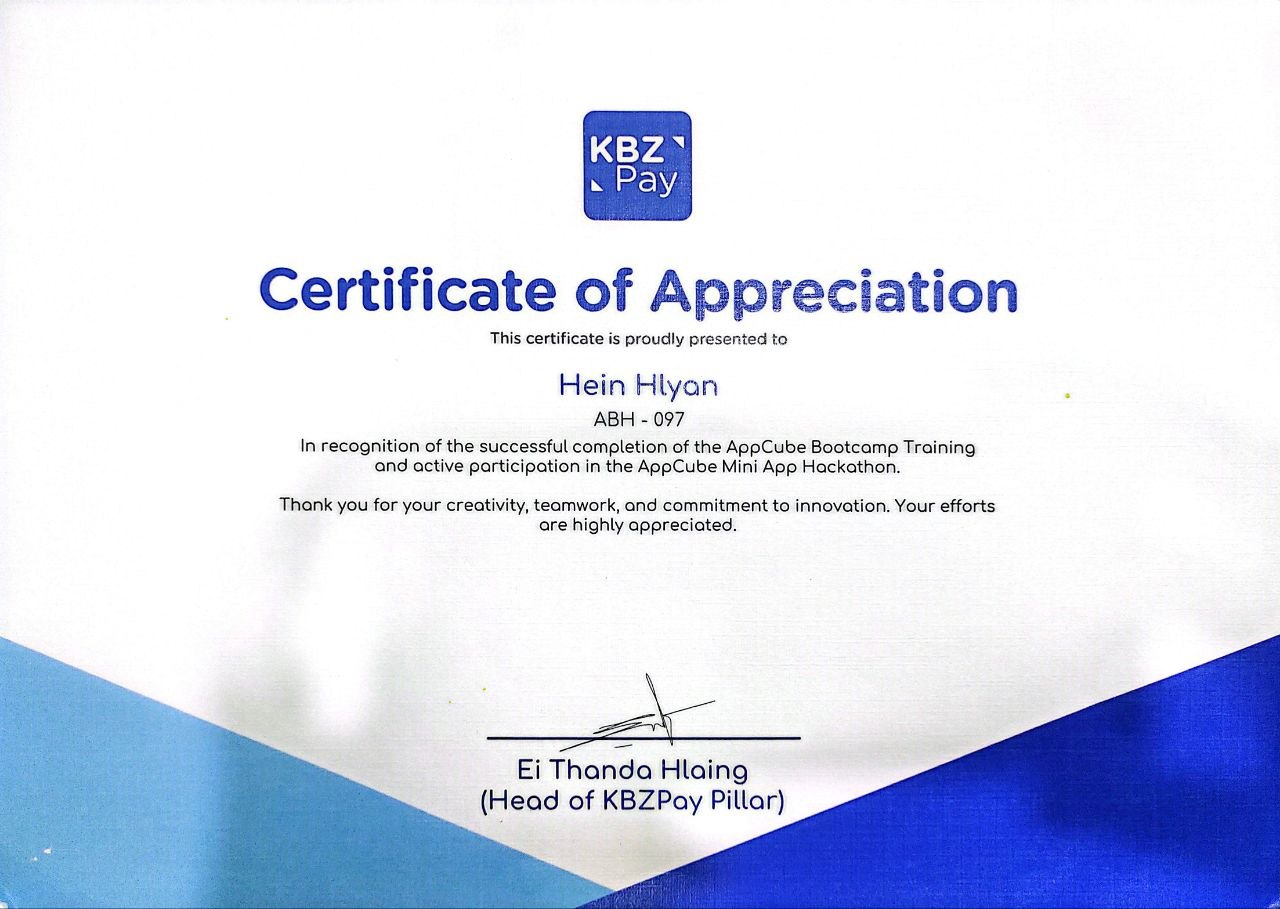 KBZ
Pay
Certificate of Appreciation
This certificate is proudly presented to
Hein Hlyan
ABH - 097
In recognition of the successful completion of the AppCube Bootcamp Training
and active participation in the AppCube Mini App Hackathon.
Thank you for your creativity, teamwork, and commitment to innovation. Your efforts
are highly appreciated.
Ei Thanda Hlaing
(Head of KBZPay Pillar)